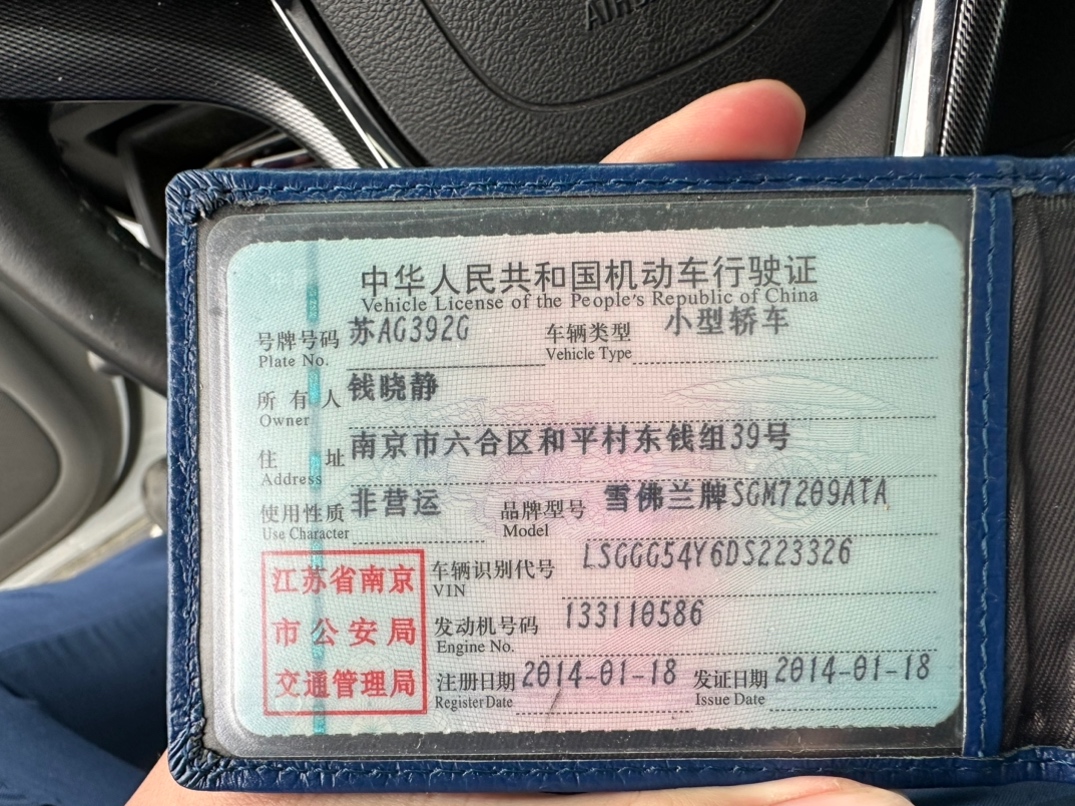 AIRBAG
中华人民共和国机动车行驶证
Vehicle License of the People's Republic of China
号牌号码 苏AG392G 车辆类型 小型轿车
Plate No. Vehicle Type
所有人 钱晓静
Owner
住址 南京市六合区和平村东钱组39号
Address
使用性质 非营运 品牌型号 雪佛兰牌SGM7209ATA
Use Character Model
江苏省南京
市公安局
交通管理局
车辆识别代号 LSGGG54Y6DS223326
VIN
发动机号码 133110586
Engine No.
注册日期 2014-01-18 发证日期 2014-01-18
Register Date Issue Date